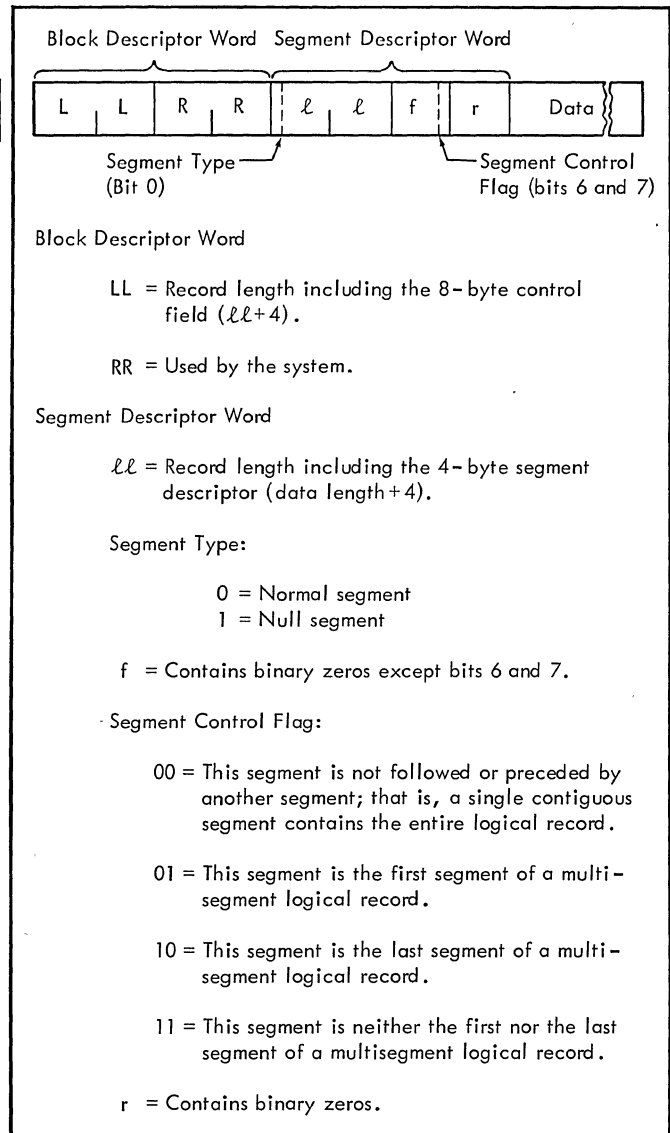 Block Descriptor Word Segment Descriptor Word
L L R R ℓ ℓ f r Data
Segment Type Segment Control
(Bit 0) Flag (bits 6 and 7)
Block Descriptor Word
LL = Record length including the 8-byte control
field (ℓℓ+4).
RR = Used by the system.
Segment Descriptor Word
ℓℓ = Record length including the 4-byte segment
descriptor (data length+4).
Segment Type:
0 = Normal segment
1 = Null segment
f = Contains binary zeros except bits 6 and 7.
Segment Control Flag:
00 = This segment is not followed or preceded by
another segment; that is, a single contiguous
segment contains the entire logical record.
01 = This segment is the first segment of a multi-
segment logical record.
10 = This segment is the last segment of a multi-
segment logical record.
11 = This segment is neither the first nor the last
segment of a multisegment logical record.
r = Contains binary zeros.